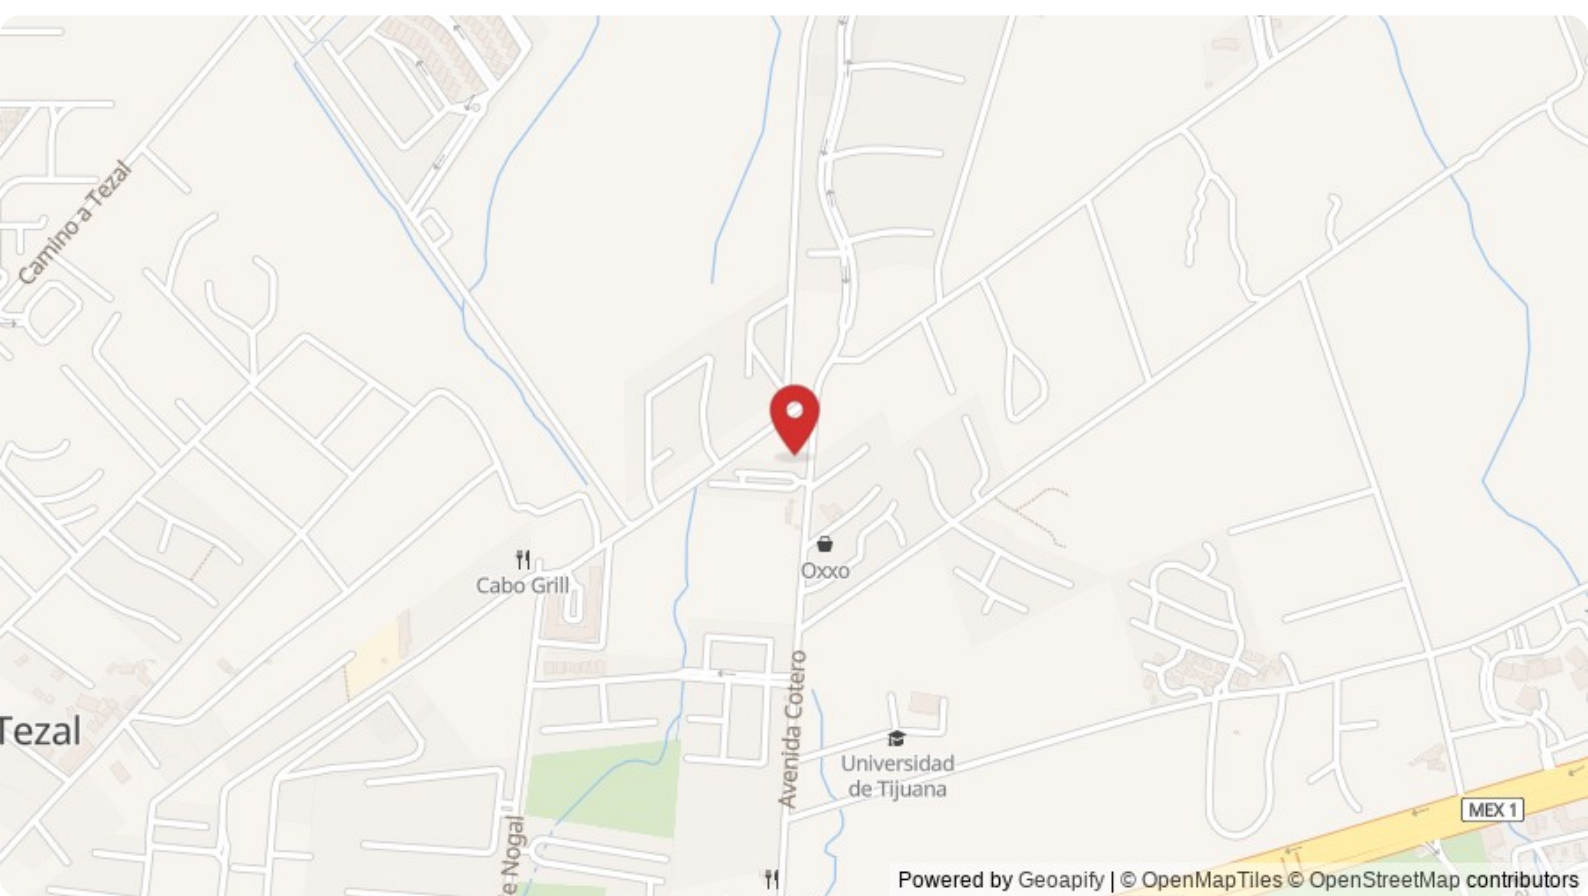 Camino a Tezal
Cabo Grill
Oxxo
Tezal
Avenida Cotero
Universidad
de Tijuana
MEX 1
e Nogal
Powered by Geoapify | © OpenMapTiles © OpenStreetMap contributors